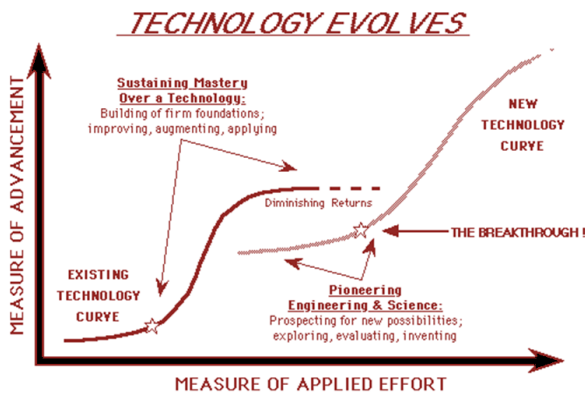 TECHNOLOGY EVOLVES
MEASURE OF ADVANCEMENT
Sustaining Mastery
Over a Technology:
Building of firm foundations;
improving, augmenting, applying
NEW
TECHNOLOGY
CURVE
Diminishing Returns
THE BREAKTHROUGH !
EXISTING
TECHNOLOGY
CURVE
Pioneering
Engineering & Science:
Prospecting for new possibilities;
exploring, evaluating, inventing
MEASURE OF APPLIED EFFORT